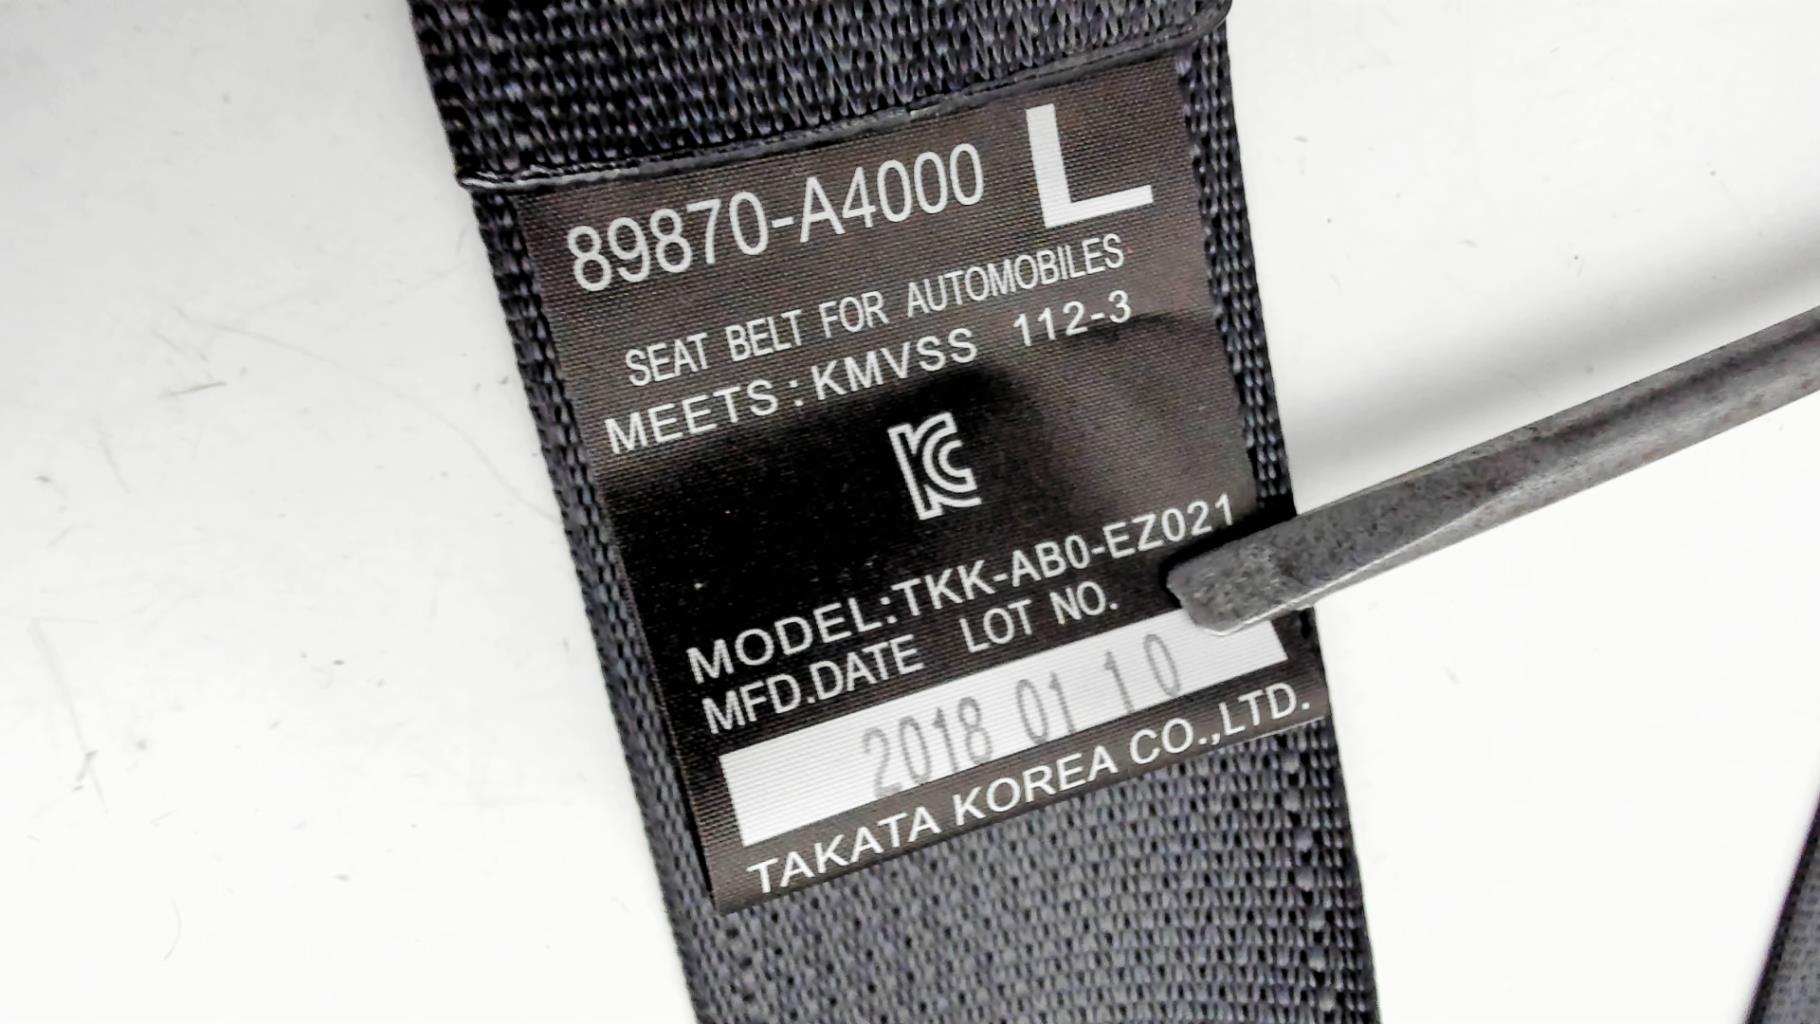 89870-A4000 L
SEAT BELT FOR AUTOMOBILES
MEETS : KMVSS 112-3
KC
MODEL:TKK-AB0-EZ021
MFD.DATE LOT NO.
2018 01 10
TAKATA KOREA CO.,LTD.